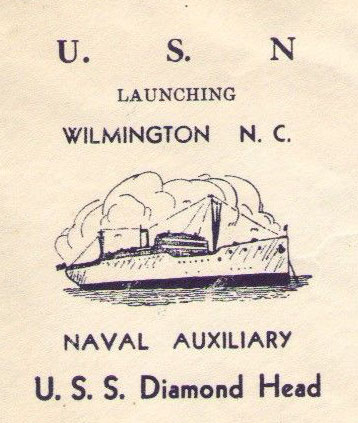 U. S. N
LAUNCHING
WILMINGTON N. C.
NAVAL AUXILIARY
U. S. S. Diamond Head